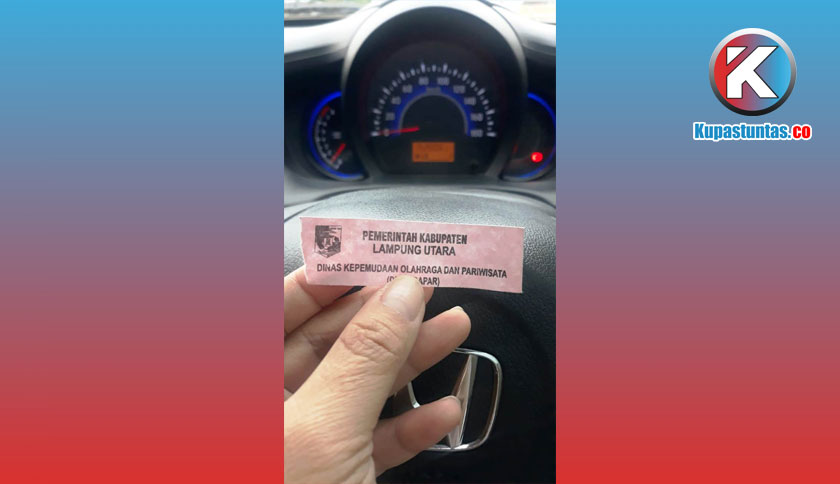 Kupastuntas.co
PEMERINTAH KABUPATEN
LAMPUNG UTARA
DINAS KEPEMUDAAN OLAHRAGA DAN PARIWISATA